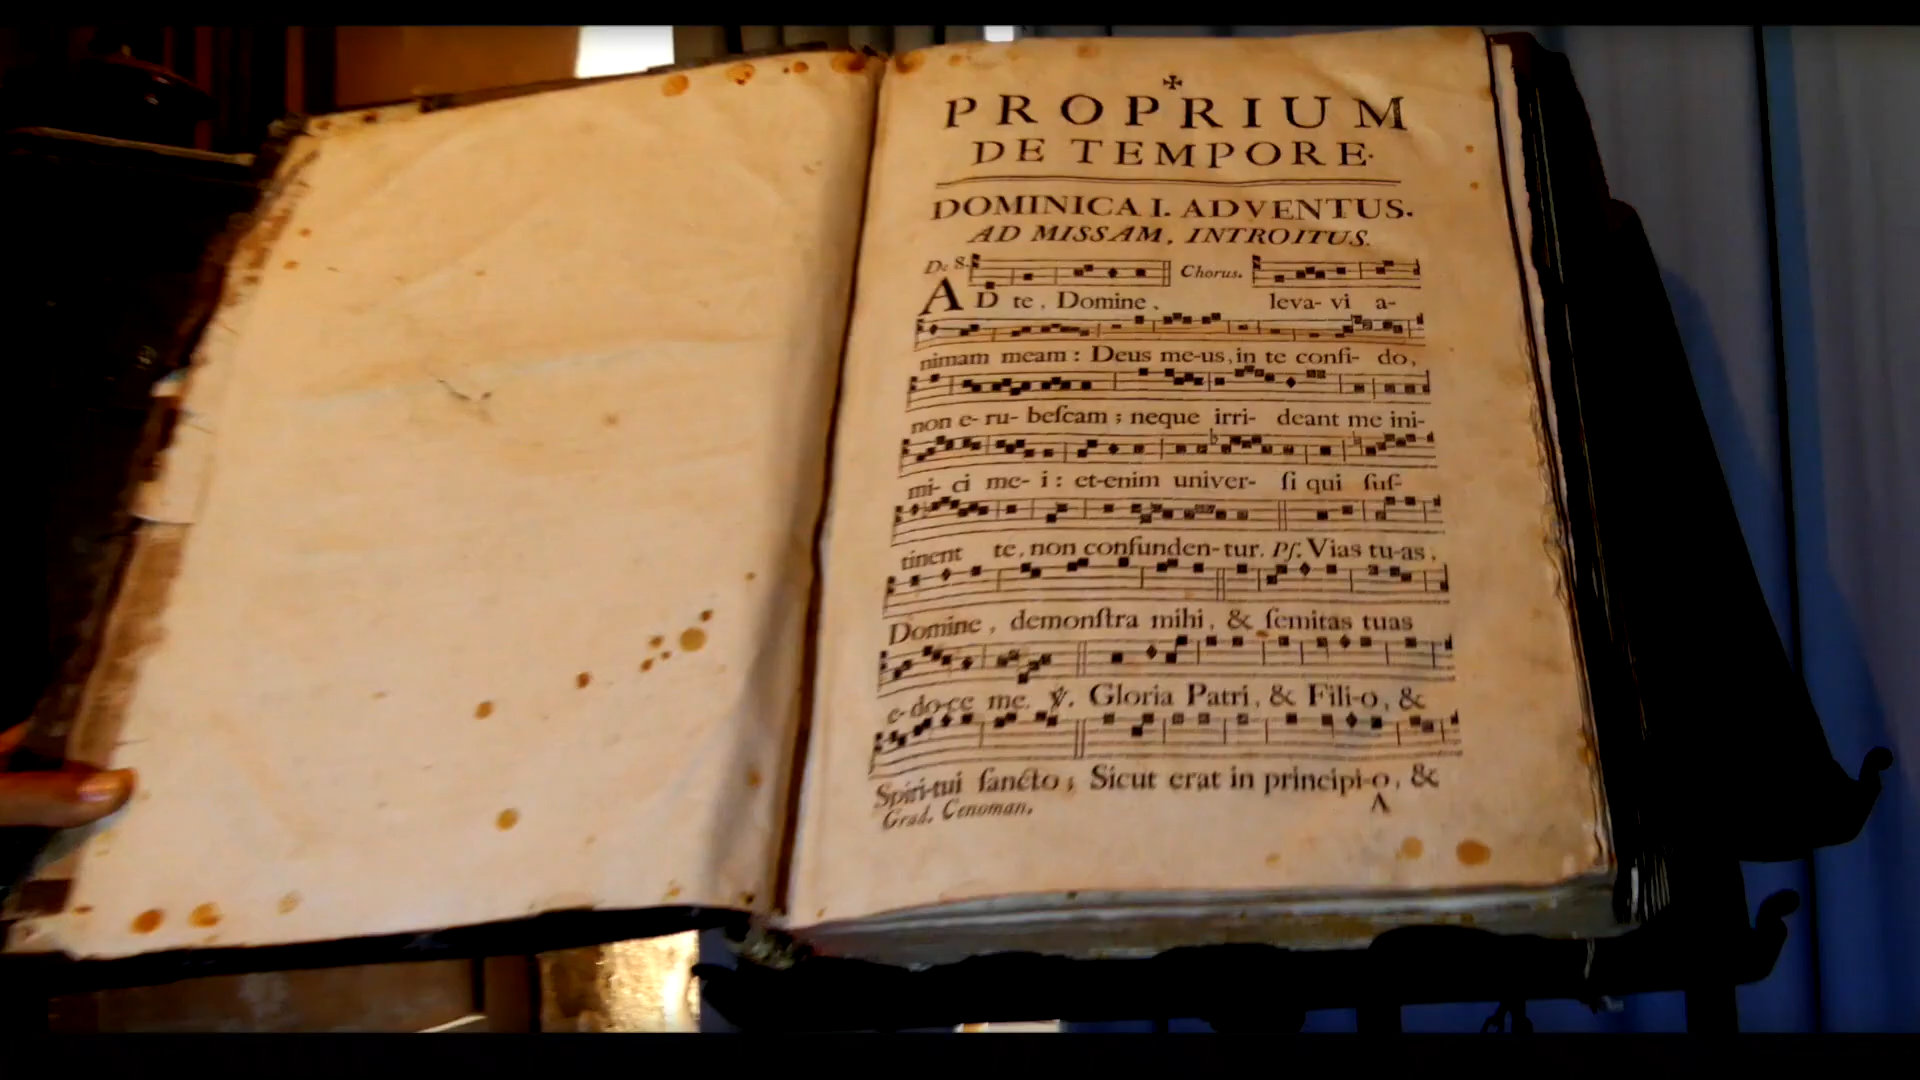 ✠
PROPRIUM
DE TEMPORE.
DOMINICA I. ADVENTUS.
AD MISSAM, INTROITUS.
De 8. Chorus.
AD te, Domine, leva- vi a-
nimam meam : Deus me-us, in te confi- do,
non e- ru- beſcam ; neque irri- deant me ini-
mi- ci me- i : et-enim univer- ſi qui ſuſ-
tinent te, non confunden- tur. Pſ. Vias tu-as,
Domine, demonſtra mihi, & ſemitas tuas
e- do-ce me. ℣. Gloria Patri, & Fili-o, &
Spiri-tui ſancto ; Sicut erat in principi-o, &
Grad. Cenoman. A